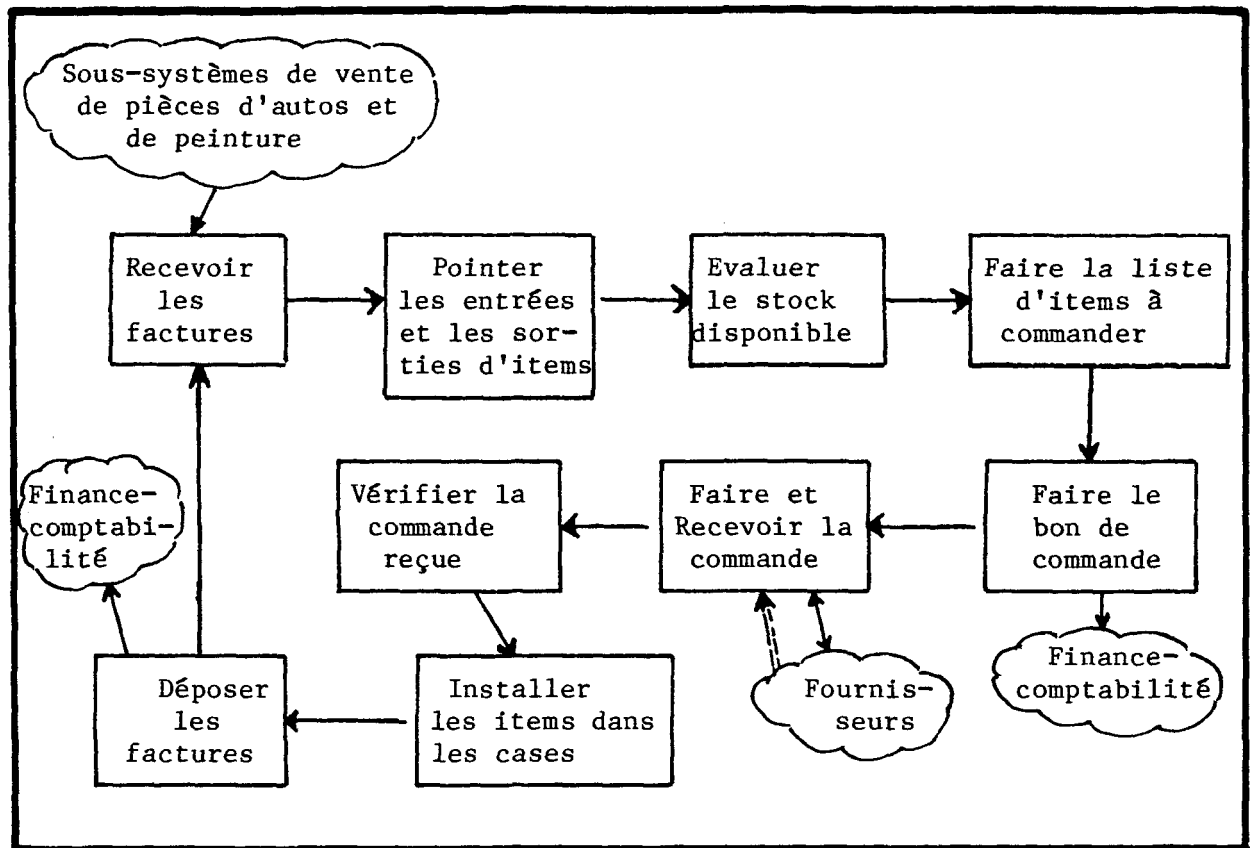 Sous-systèmes de vente
de pièces d'autos et
de peinture
Recevoir
les
factures
Pointer
les entrées
et les sor-
ties d'items
Evaluer
le stock
disponible
Faire la liste
d'items à
commander
Finance-
comptabi-
lité
Vérifier la
commande
reçue
Faire et
Recevoir la
commande
Faire le
bon de
commande
Déposer
les
factures
Installer
les items dans
les cases
Fournis-
seurs
Finance-
comptabilité